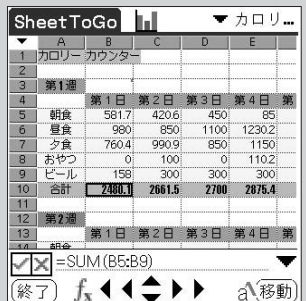 SheetToGo カロリ...
A B C D E
1 カロリー カウンター
2
3 第1週
4 第1日 第2日 第3日 第4日 第
5 朝食 581.7 420.6 450 85
6 昼食 980 850 1100 1230.2
7 夕食 760.4 990.9 850 1150
8 おやつ 0 100 0 110.2
9 ビール 158 300 300 300
10 合計 2480.1 2661.5 2700 2875.4
11
12 第2週
13 第1日 第2日 第3日 第4日 第
14 朝食
=SUM(B5:B9)
終了 fx a 移動